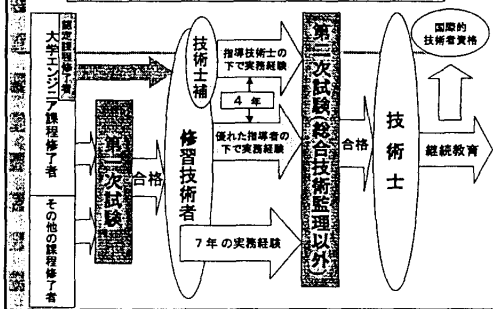 認定課程修了者
大学エンジニア課程修了者
その他の課程修了者
第一次試験
合格
技術士補
修習技術者
指導技術士の
下で実務経験
4年
優れた指導者の
下で実務経験
7年の実務経験
第二次試験(総合技術監理以外)
合格
技術士
国際的
技術者資格
継続教育